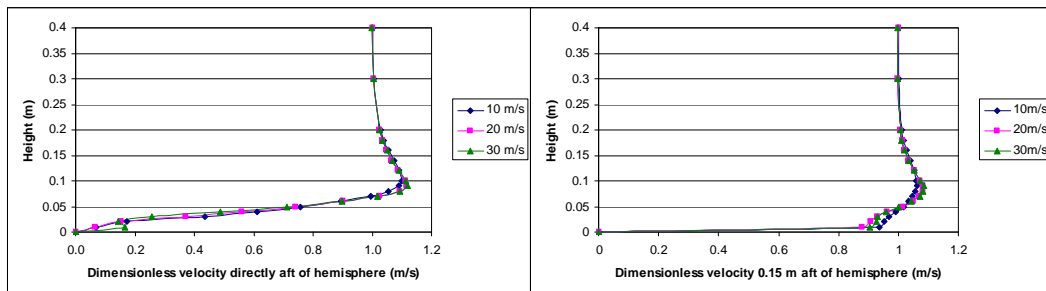 0.4
0.35
0.3
0.25
0.2
0.15
0.1
0.05
0
Height (m)
0.0 0.2 0.4 0.6 0.8 1.0 1.2
Dimensionless velocity directly aft of hemisphere (m/s)
10 m/s
20 m/s
30 m/s
0.4
0.35
0.3
0.25
0.2
0.15
0.1
0.05
0
Height (m)
0 0.2 0.4 0.6 0.8 1 1.2
Dimensionless velocity 0.15 m aft of hemisphere (m/s)
10m/s
20m/s
30m/s